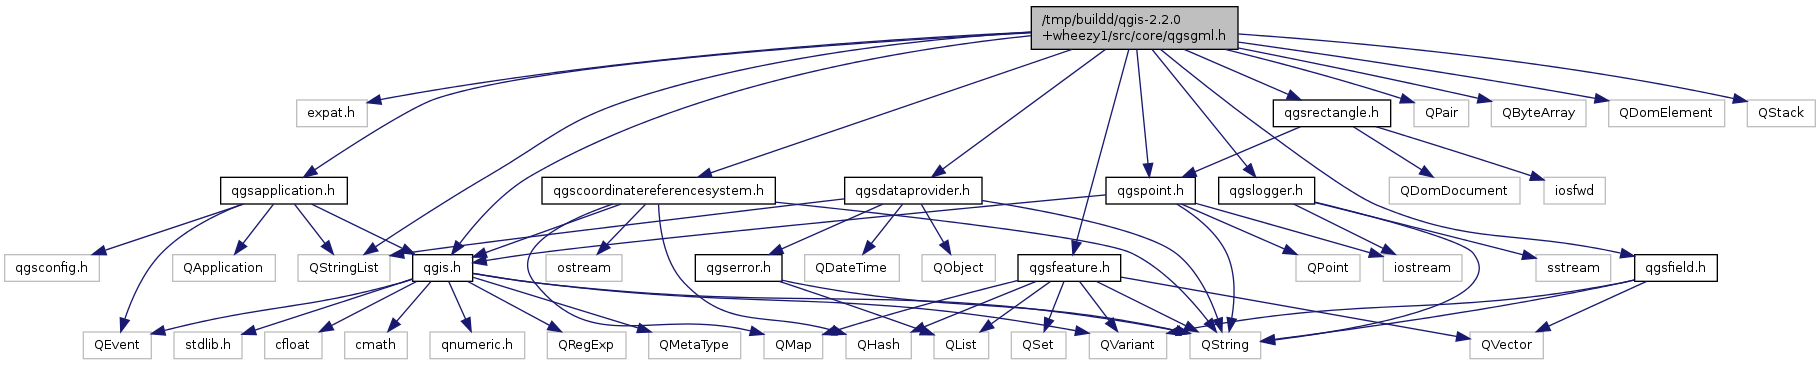 /tmp/buildd/qgis-2.2.0
+wheezy1/src/core/qgsgml.h
expat.h
qgsrectangle.h
QPair
QByteArray
QDomElement
QStack
qgsapplication.h
qgscoordinatereferencesystem.h
qgsdataprovider.h
qgspoint.h
qgslogger.h
QDomDocument
iosfwd
qgsconfig.h
QApplication
QStringList
qgis.h
ostream
qgserror.h
QDateTime
QObject
qgsfeature.h
QPoint
iostream
sstream
qgsfield.h
QEvent
stdlib.h
cfloat
cmath
qnumeric.h
QRegExp
QMetaType
QMap
QHash
QList
QSet
QVariant
QString
QVector